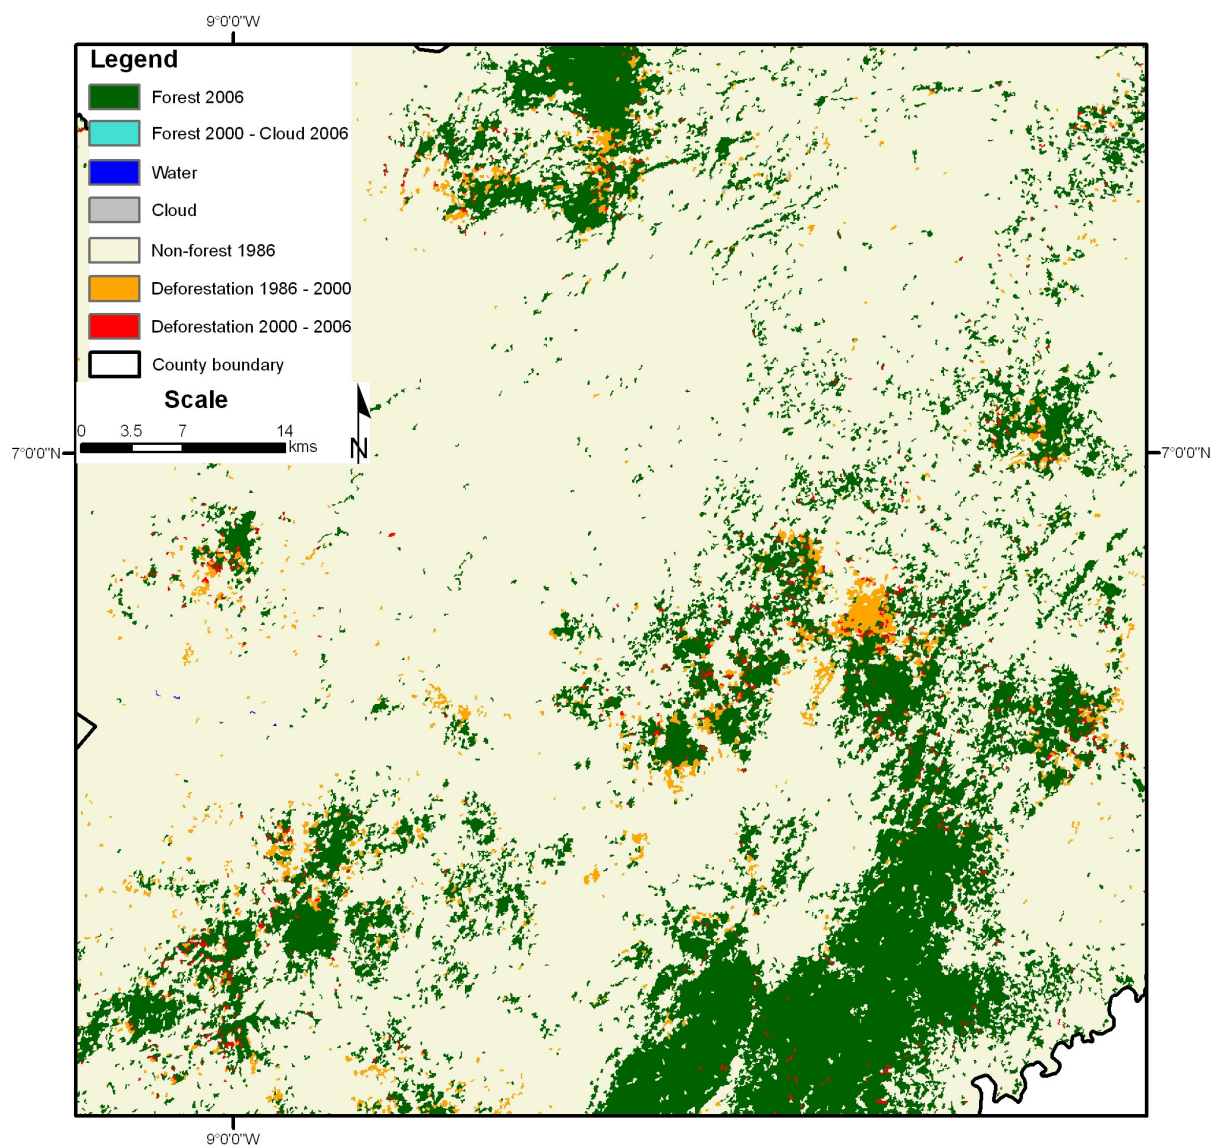 9°0'0"W
Legend
Forest 2006
Forest 2000 - Cloud 2006
Water
Cloud
Non-forest 1986
Deforestation 1986 - 2000
Deforestation 2000 - 2006
County boundary
Scale
0 3.5 7 14
kms
N
7°0'0"N
7°0'0"N
9°0'0"W